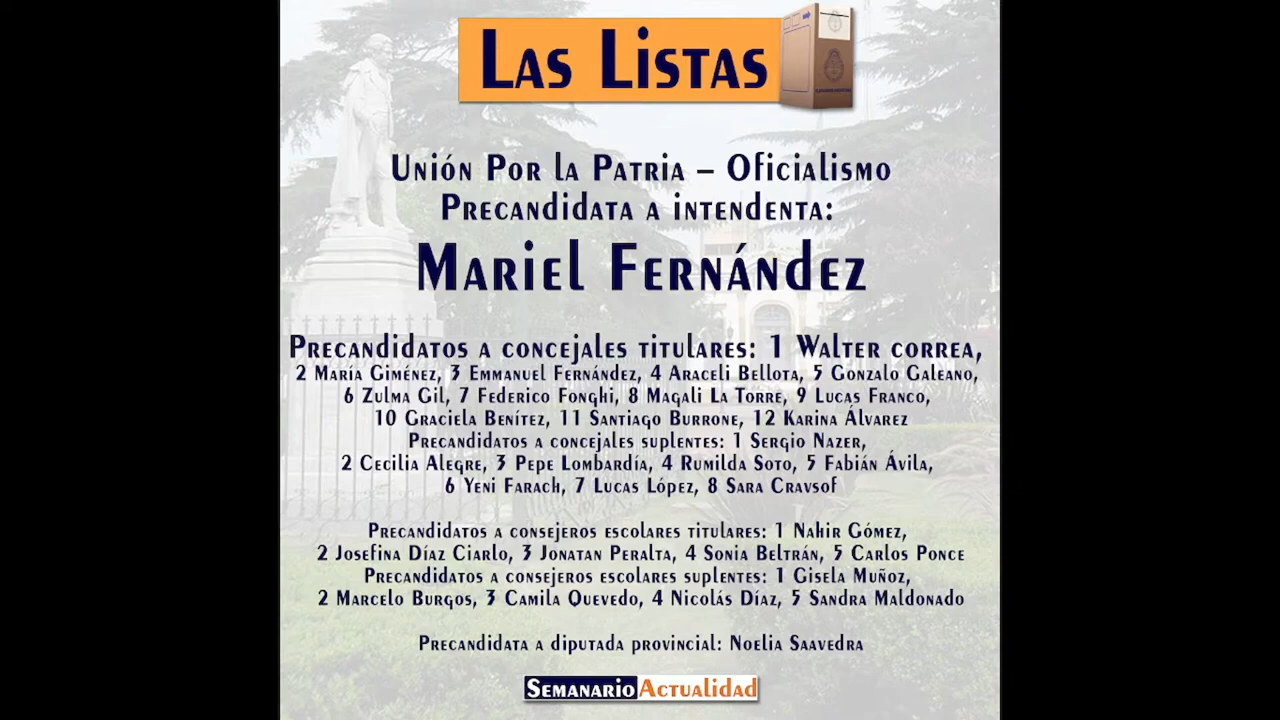 Las Listas
Unión Por la Patria – Oficialismo
Precandidata a intendenta:
Mariel Fernández
Precandidatos a concejales titulares: 1 Walter correa,
2 María Giménez, 3 Emmanuel Fernández, 4 Araceli Bellota, 5 Gonzalo Galeano,
6 Zulma Gil, 7 Federico Fonghi, 8 Magali La Torre, 9 Lucas Franco,
10 Graciela Benítez, 11 Santiago Burrone, 12 Karina Álvarez
Precandidatos a concejales suplentes: 1 Sergio Nazer,
2 Cecilia Alegre, 3 Pepe Lombardía, 4 Rumilda Soto, 5 Fabián Ávila,
6 Yeni Farach, 7 Lucas López, 8 Sara Cravsof
Precandidatos a consejeros escolares titulares: 1 Nahir Gómez,
2 Josefina Díaz Ciarlo, 3 Jonatan Peralta, 4 Sonia Beltrán, 5 Carlos Ponce
Precandidatos a consejeros escolares suplentes: 1 Gisela Muñoz,
2 Marcelo Burgos, 3 Camila Quevedo, 4 Nicolás Díaz, 5 Sandra Maldonado
Precandidata a diputada provincial: Noelia Saavedra
Semanario Actualidad